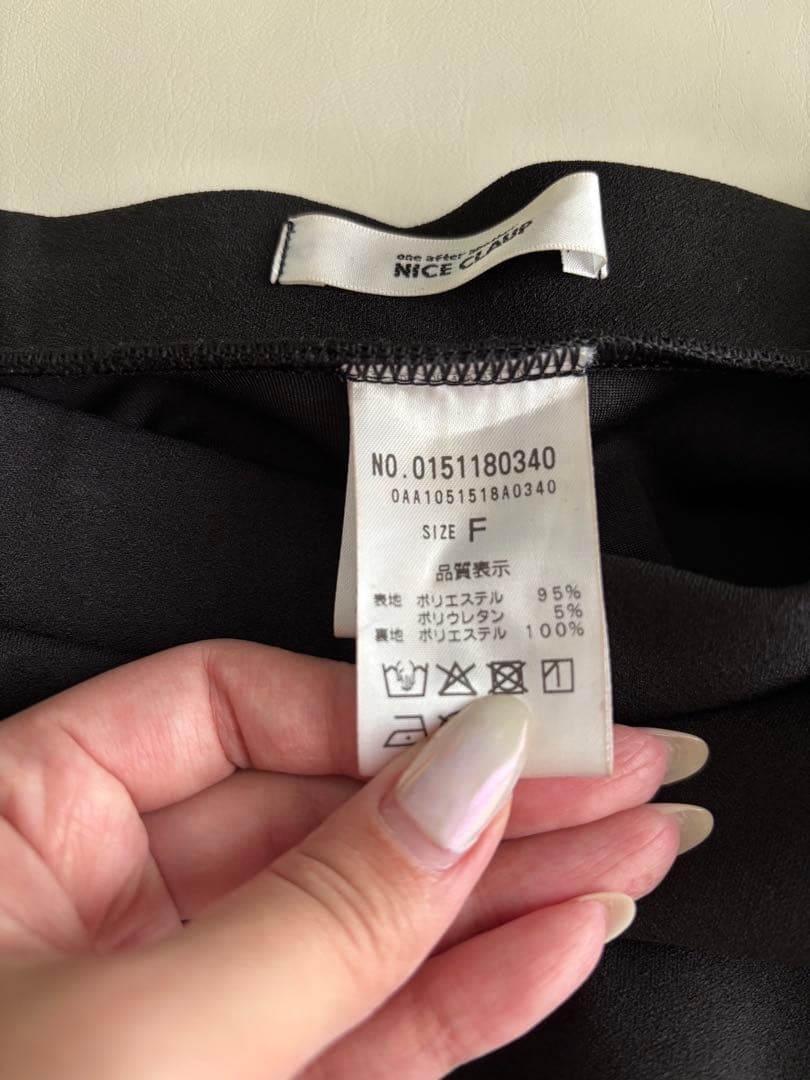 one after
NICE CLAUP
NO.0151180340
0AA1051518A0340
SIZE F
品質表示
表地 ポリエステル 95%
ポリウレタン 5%
裏地 ポリエステル 100%